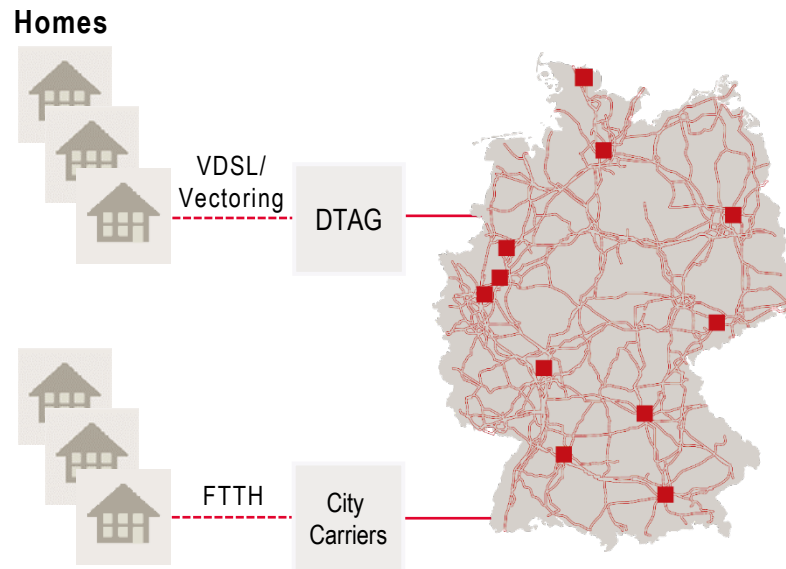 Homes
VDSL/
Vectoring
DTAG
FTTH
City
Carriers